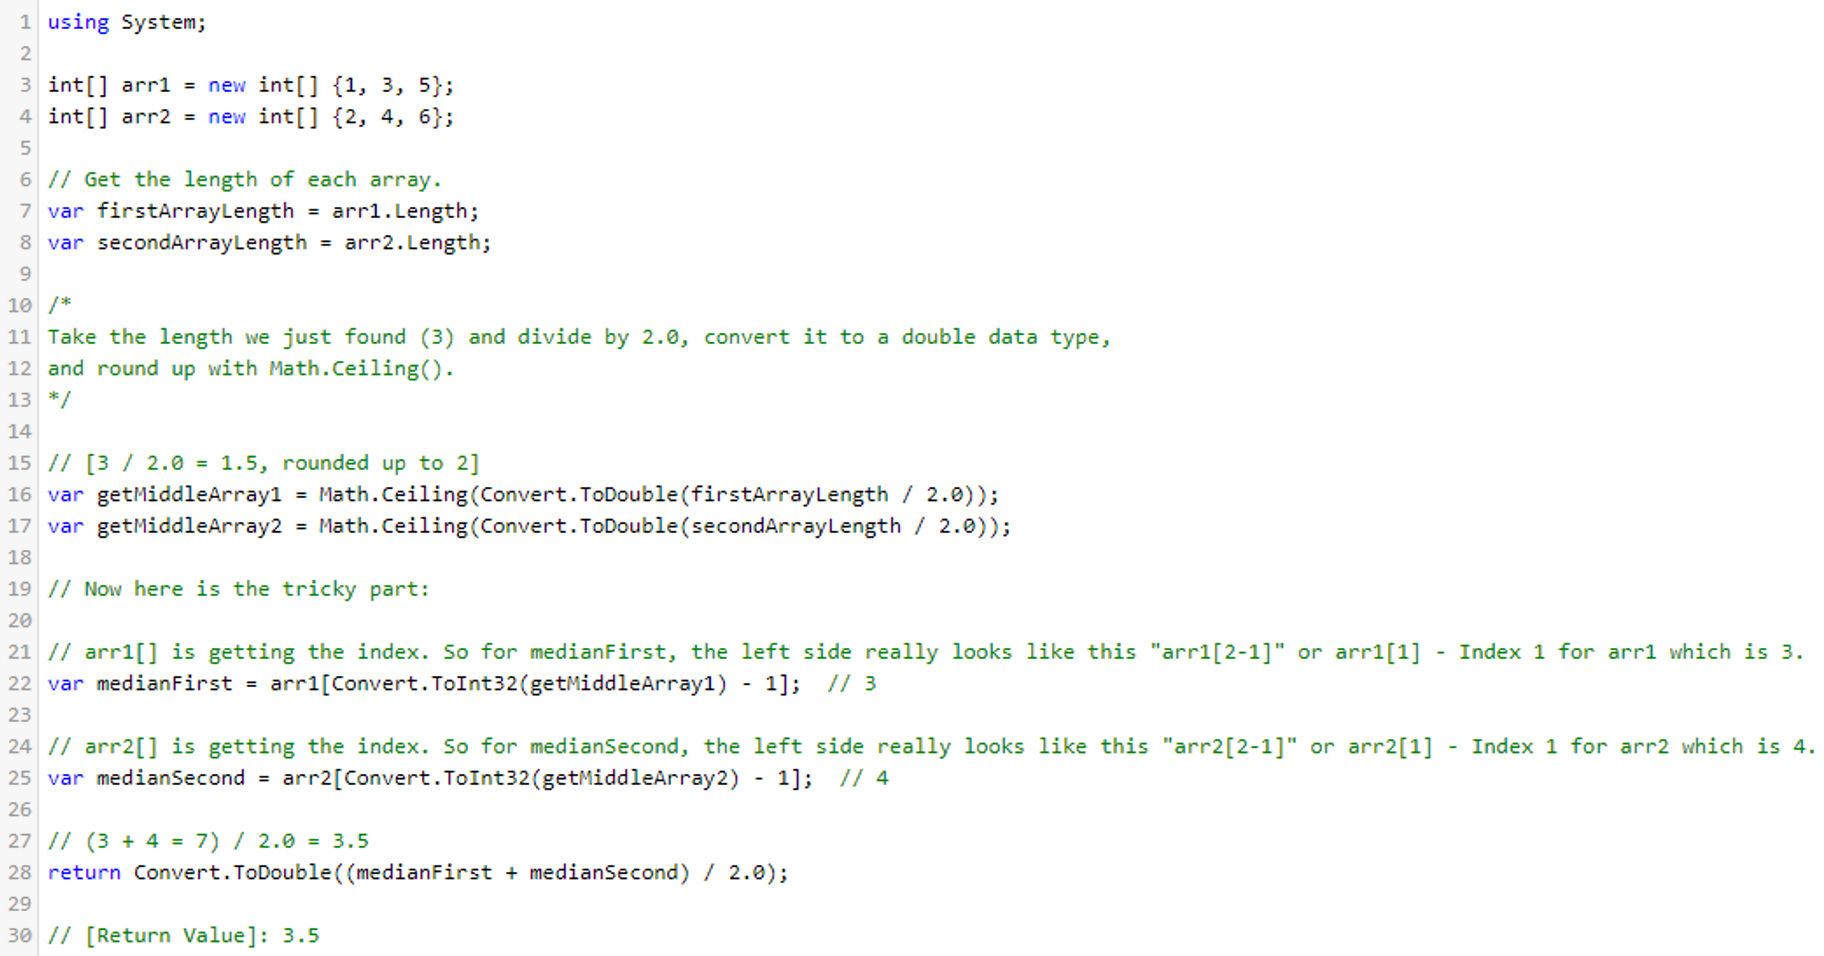 1 using System;
2
3 int[] arr1 = new int[] {1, 3, 5};
4 int[] arr2 = new int[] {2, 4, 6};
5
6 // Get the length of each array.
7 var firstArrayLength = arr1.Length;
8 var secondArrayLength = arr2.Length;
9
10 /*
11 Take the length we just found (3) and divide by 2.0, convert it to a double data type,
12 and round up with Math.Ceiling().
13 */
14
15 // [3 / 2.0 = 1.5, rounded up to 2]
16 var getMiddleArray1 = Math.Ceiling(Convert.ToDouble(firstArrayLength / 2.0));
17 var getMiddleArray2 = Math.Ceiling(Convert.ToDouble(secondArrayLength / 2.0));
18
19 // Now here is the tricky part:
20
21 // arr1[] is getting the index. So for medianFirst, the left side really looks like this "arr1[2-1]" or arr1[1] - Index 1 for arr1 which is 3.
22 var medianFirst = arr1[Convert.ToInt32(getMiddleArray1) - 1];  // 3
23
24 // arr2[] is getting the index. So for medianSecond, the left side really looks like this "arr2[2-1]" or arr2[1] - Index 1 for arr2 which is 4.
25 var medianSecond = arr2[Convert.ToInt32(getMiddleArray2) - 1];  // 4
26
27 // (3 + 4 = 7) / 2.0 = 3.5
28 return Convert.ToDouble((medianFirst + medianSecond) / 2.0);
29
30 // [Return Value]: 3.5